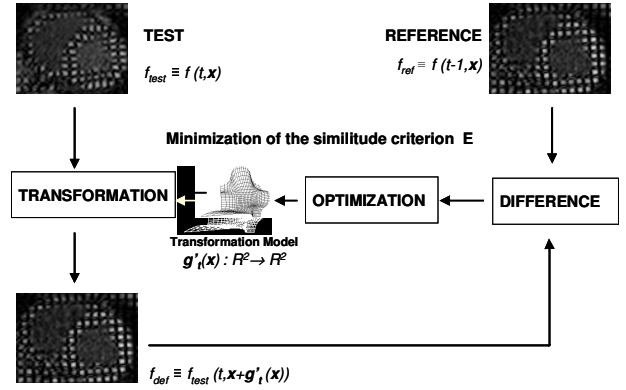 TEST
REFERENCE
f_test ≡ f (t,x)
f_ref ≡ f (t-1,x)
Minimization of the similitude criterion E
TRANSFORMATION
OPTIMIZATION
DIFFERENCE
Transformation Model
g'_t(x) : R² → R²
f_def ≡ f_test (t,x+g'_t (x))